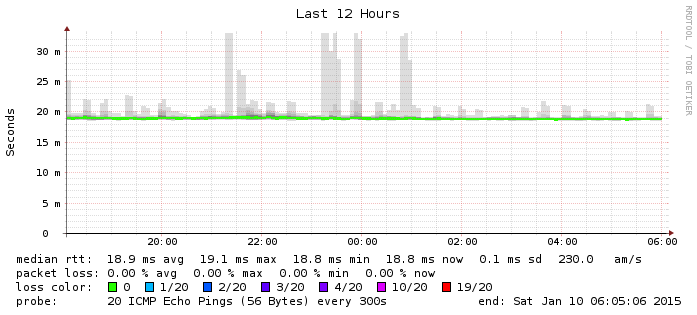 Last 12 Hours
RRDTOOL / TOBI OETIKER
Seconds
30 m
25 m
20 m
15 m
10 m
5 m
0
20:00 22:00 00:00 02:00 04:00 06:00
median rtt: 18.9 ms avg 19.1 ms max 18.8 ms min 18.8 ms now 0.1 ms sd 230.0 am/s
packet loss: 0.00 % avg 0.00 % max 0.00 % min 0.00 % now
loss color: 0 1/20 2/20 3/20 4/20 10/20 19/20
probe: 20 ICMP Echo Pings (56 Bytes) every 300s end: Sat Jan 10 06:05:06 2015